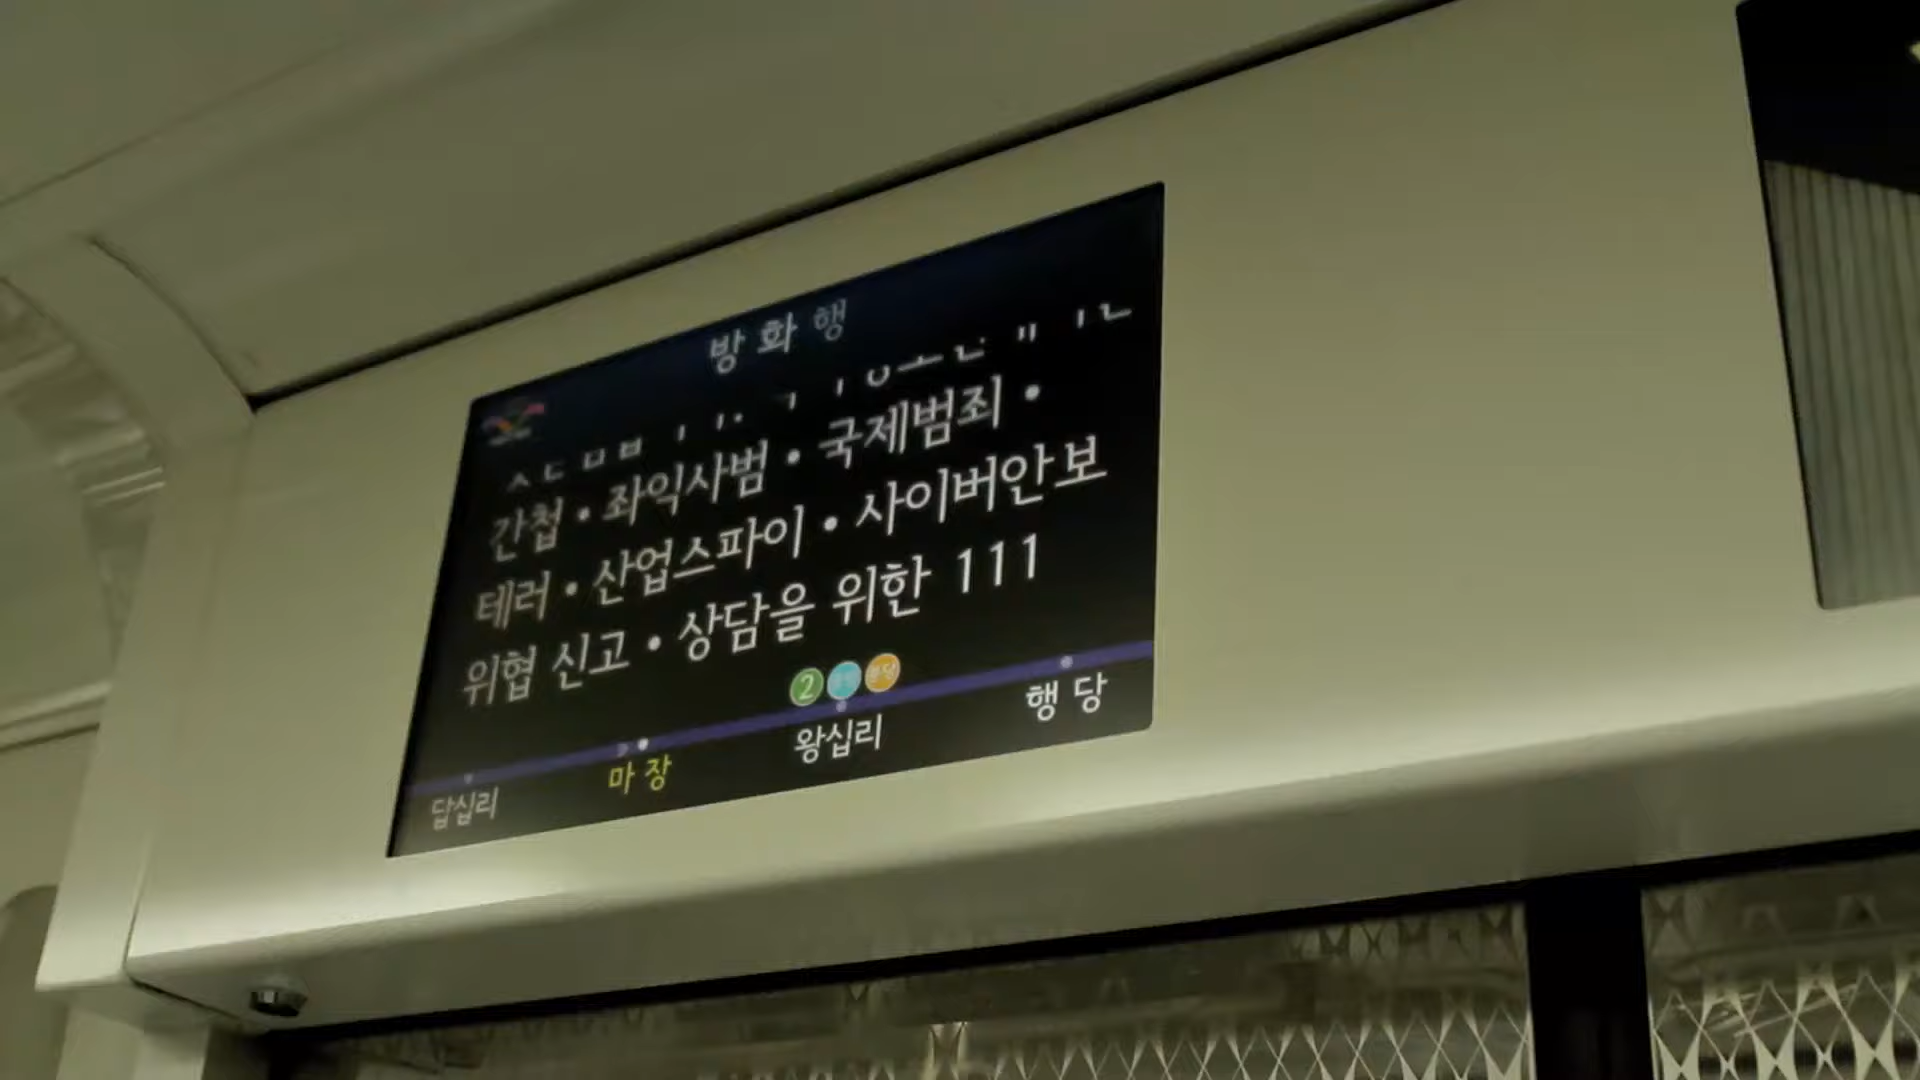 방화행
간첩 • 좌익사범 • 국제범죄 •
테러 • 산업스파이 • 사이버안보
위협 신고 • 상담을 위한 111
2
답십리 마장 왕십리 행당